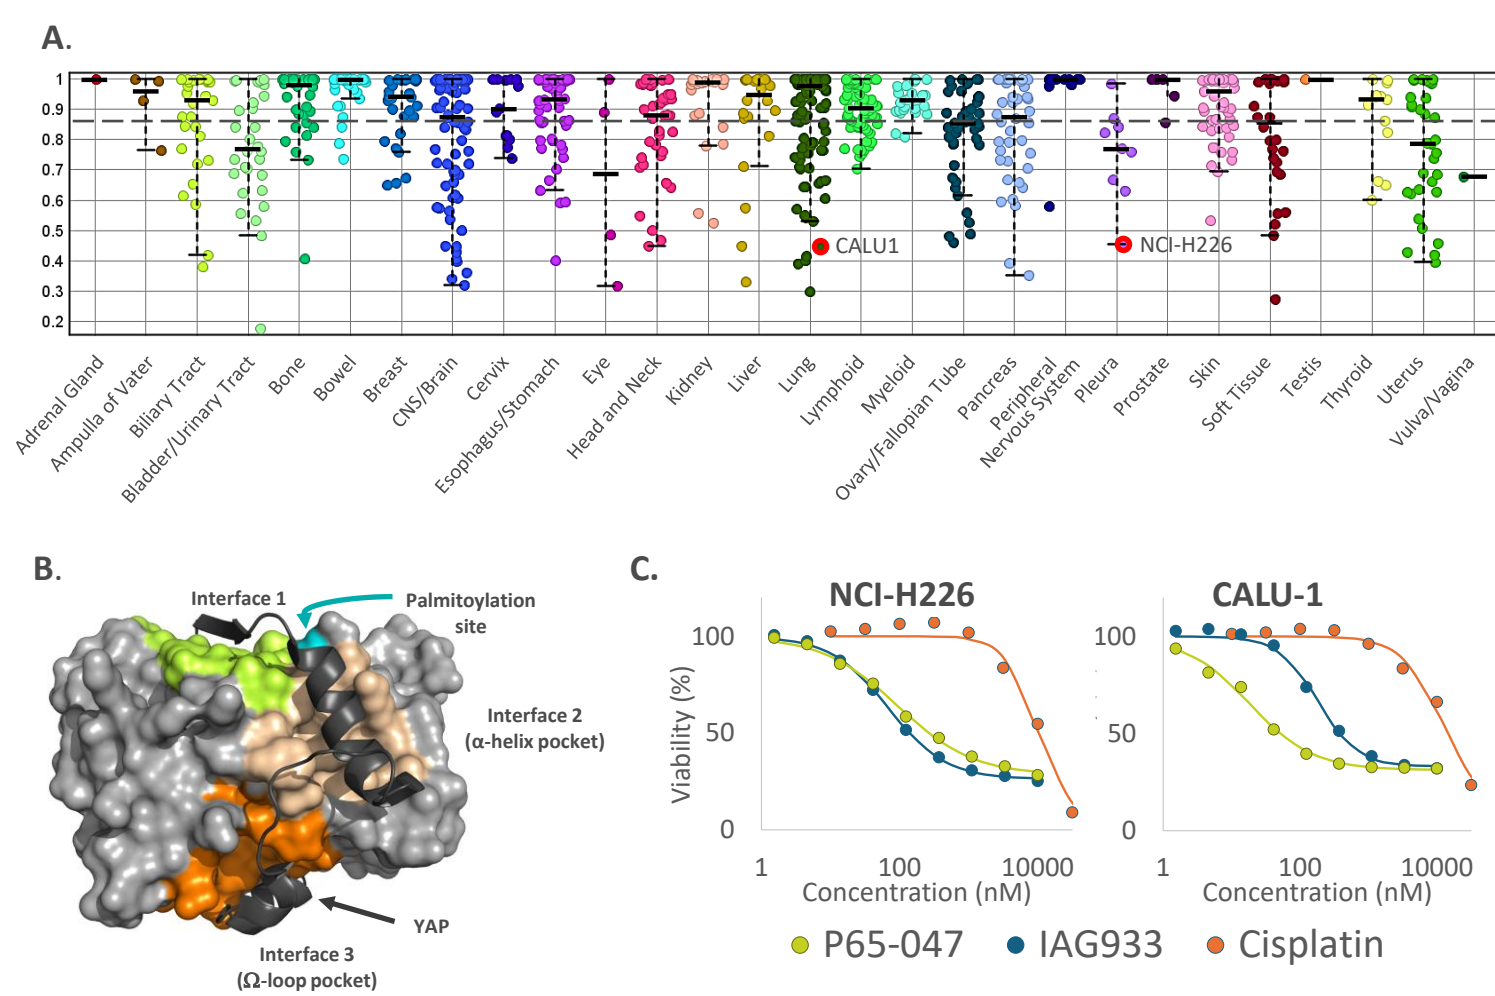 A.
1
0.9
0.8
0.7
0.6
0.5
0.4
0.3
0.2
CALU1
NCI-H226
Adrenal Gland
Ampulla of Vater
Biliary Tract
Bladder/Urinary Tract
Bone
Bowel
Breast
CNS/Brain
Cervix
Esophagus/Stomach
Eye
Head and Neck
Kidney
Liver
Lung
Lymphoid
Myeloid
Ovary/Fallopian Tube
Pancreas
Peripheral
Nervous System
Pleura
Prostate
Skin
Soft Tissue
Testis
Thyroid
Uterus
Vulva/Vagina
B.
Interface 1
Palmitoylation
site
Interface 2
(α-helix pocket)
YAP
Interface 3
(Ω-loop pocket)
C.
NCI-H226
Viability (%)
100
50
0
1
100
10000
Concentration (nM)
CALU-1
100
50
0
1
100
10000
Concentration (nM)
P65-047
IAG933
Cisplatin